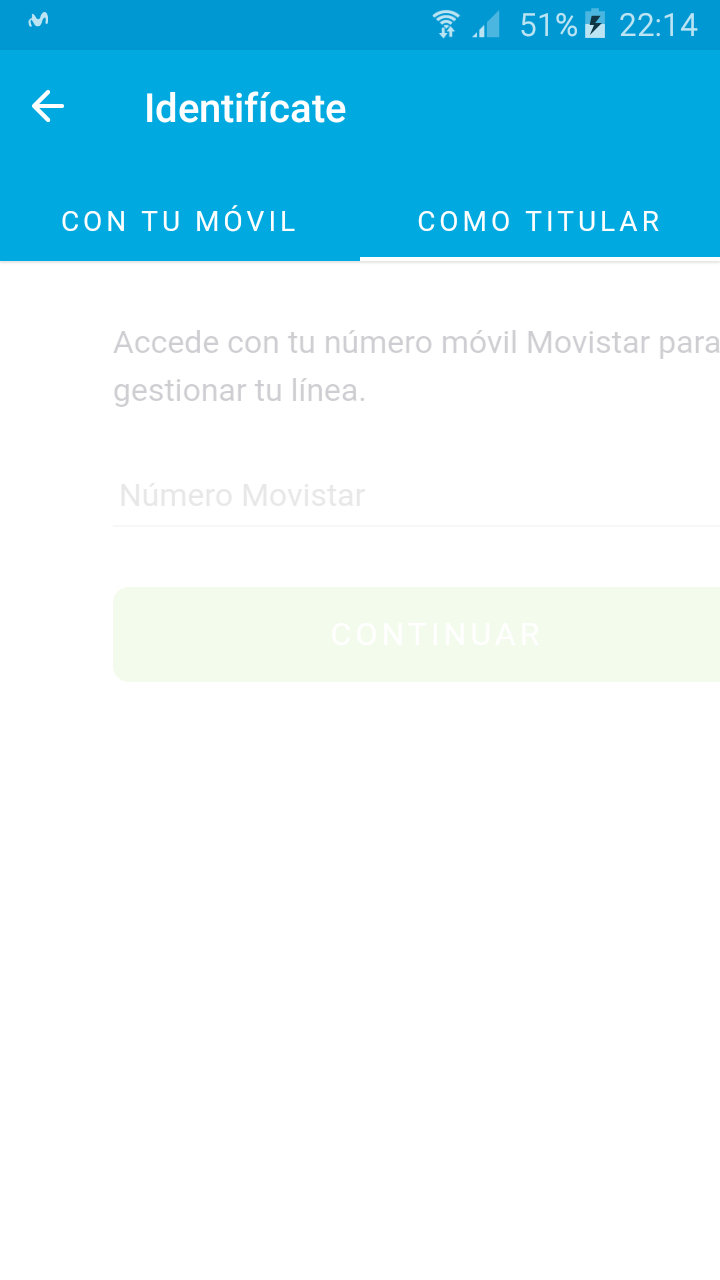 51% 22:14
Identifícate
CON TU MÓVIL
COMO TITULAR
Accede con tu número móvil Movistar para
gestionar tu línea.
Número Movistar
CONTINUAR